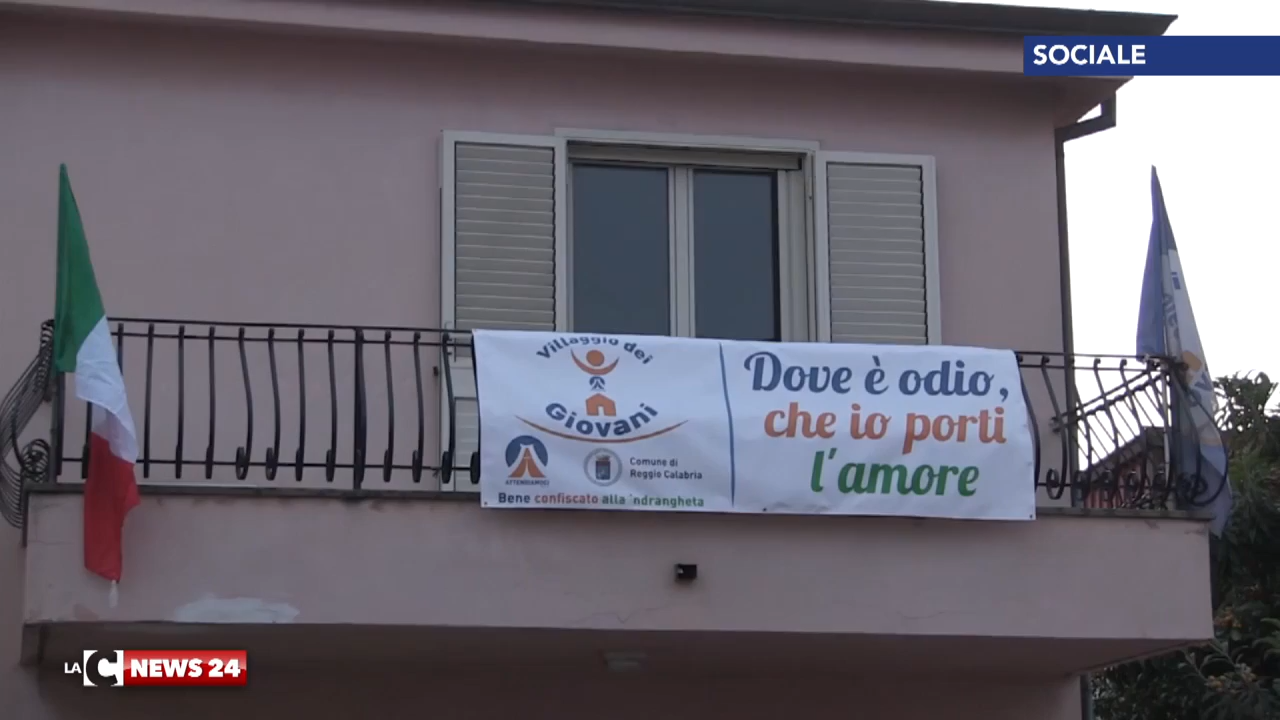 SOCIALE
Villaggio dei
Giovani
ATTENDIAMOCI
Comune di
Reggio Calabria
Bene confiscato alla 'ndrangheta
Dove è odio,
che io porti
l'amore
LA C NEWS 24